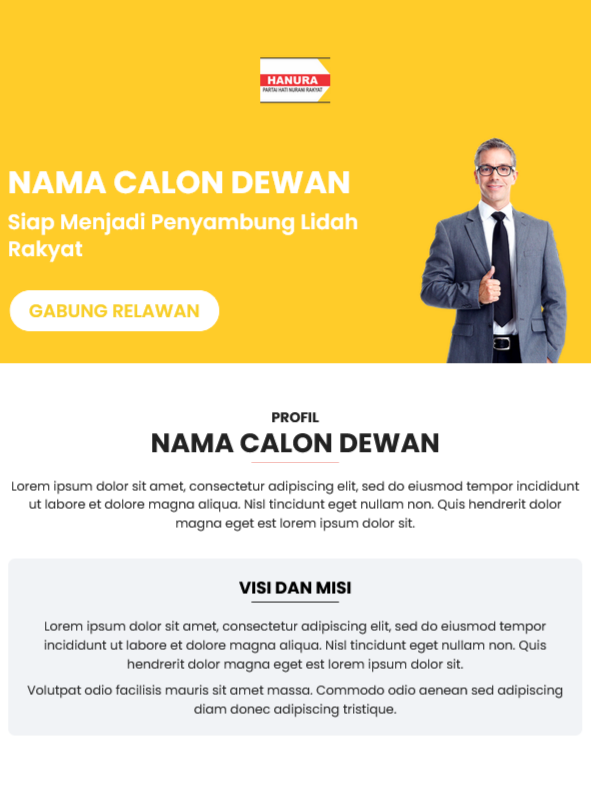 HANURA
PARTAI HATI NURANI RAKYAT
NAMA CALON DEWAN
Siap Menjadi Penyambung Lidah
Rakyat
GABUNG RELAWAN
PROFIL
NAMA CALON DEWAN
Lorem ipsum dolor sit amet, consectetur adipiscing elit, sed do eiusmod tempor incididunt
ut labore et dolore magna aliqua. Nisl tincidunt eget nullam non. Quis hendrerit dolor
magna eget est lorem ipsum dolor sit.
VISI DAN MISI
Lorem ipsum dolor sit amet, consectetur adipiscing elit, sed do eiusmod tempor
incididunt ut labore et dolore magna aliqua. Nisl tincidunt eget nullam non. Quis
hendrerit dolor magna eget est lorem ipsum dolor sit.
Volutpat odio facilisis mauris sit amet massa. Commodo odio aenean sed adipiscing
diam donec adipiscing tristique.